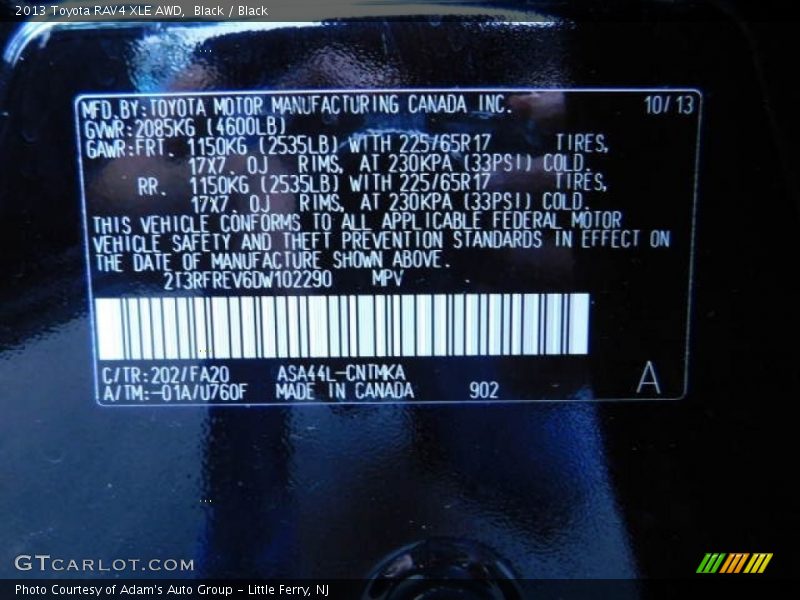 2013 Toyota RAV4 XLE AWD,  Black / Black
MFD.BY:TOYOTA MOTOR MANUFACTURING CANADA INC. 10/13
GVWR:2085KG (4600LB)
GAWR:FRT. 1150KG (2535LB) WITH 225/65R17 TIRES,
17X7.0J RIMS, AT 230KPA (33PSI) COLD.
RR. 1150KG (2535LB) WITH 225/65R17 TIRES,
17X7.0J RIMS, AT 230KPA (33PSI) COLD.
THIS VEHICLE CONFORMS TO ALL APPLICABLE FEDERAL MOTOR
VEHICLE SAFETY AND THEFT PREVENTION STANDARDS IN EFFECT ON
THE DATE OF MANUFACTURE SHOWN ABOVE.
2T3RFREV6DW102290 MPV
C/TR:202/FA20 ASA44L-CNTMKA
A/TM:-01A/U760F MADE IN CANADA 902 A
GTCARLOT.COM
Photo Courtesy of Adam's Auto Group - Little Ferry, NJ